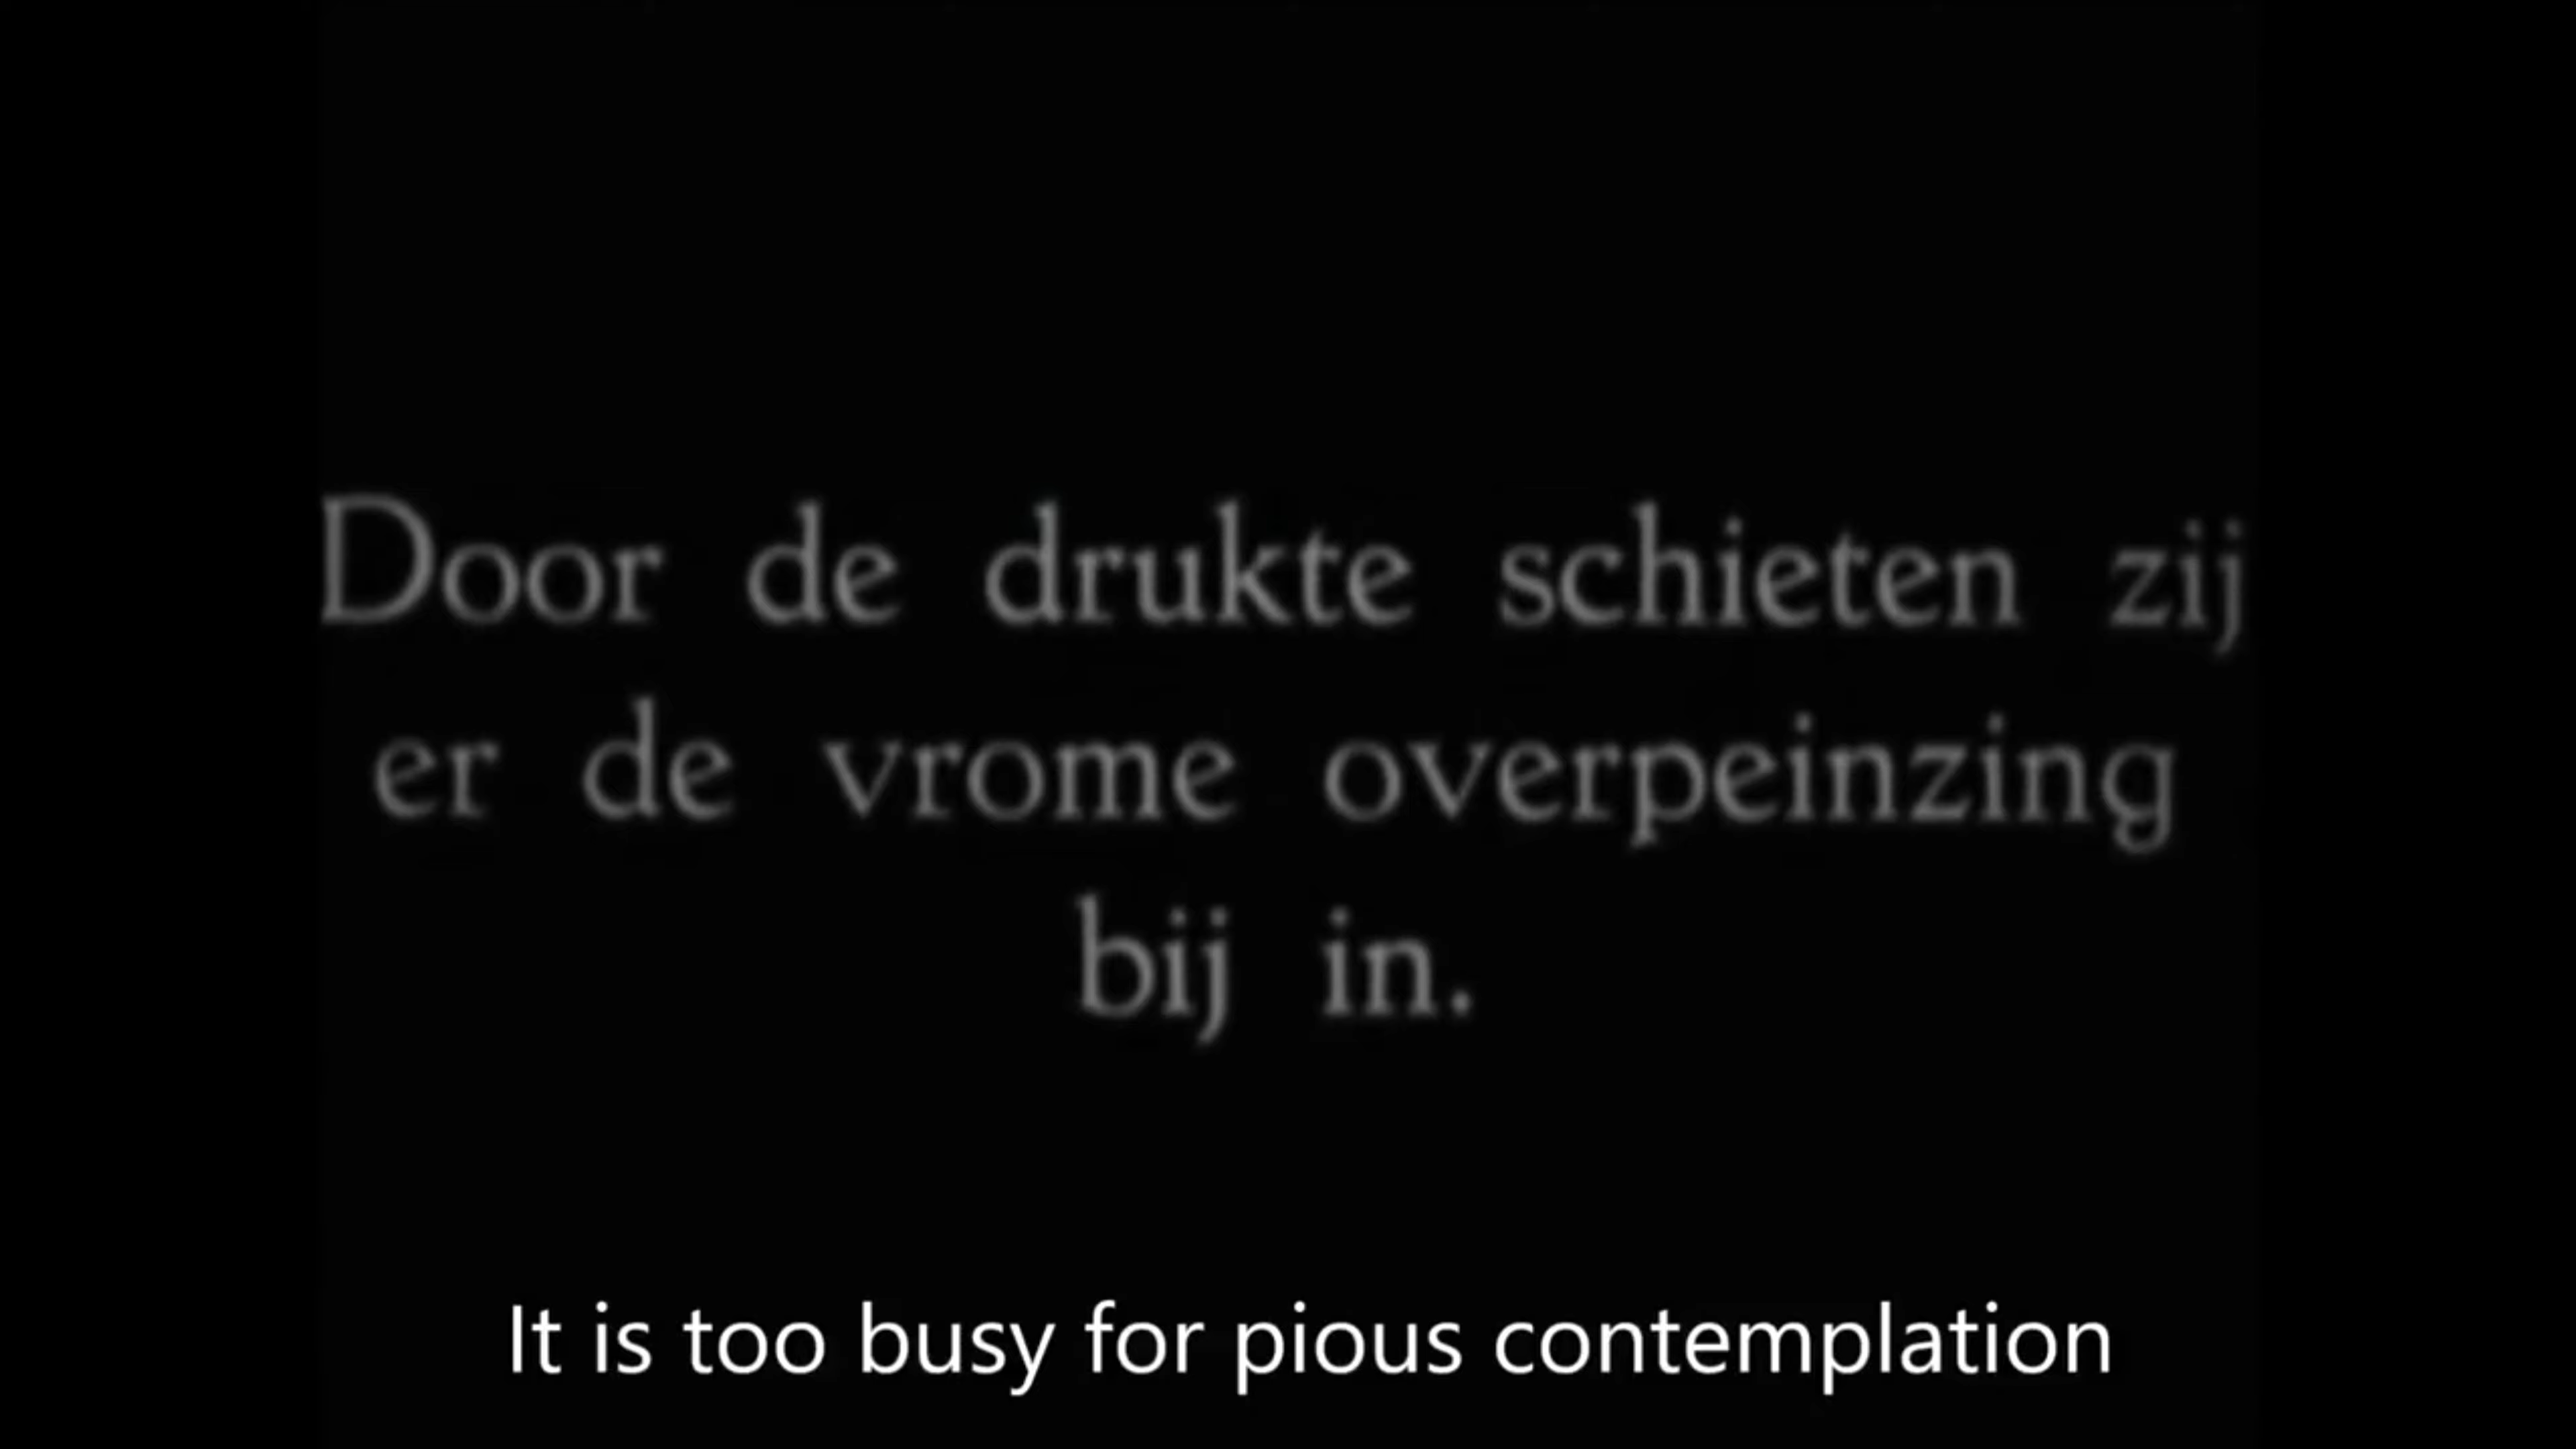 Door de drukte schieten zij
er de vrome overpeinzing
bij in.
It is too busy for pious contemplation